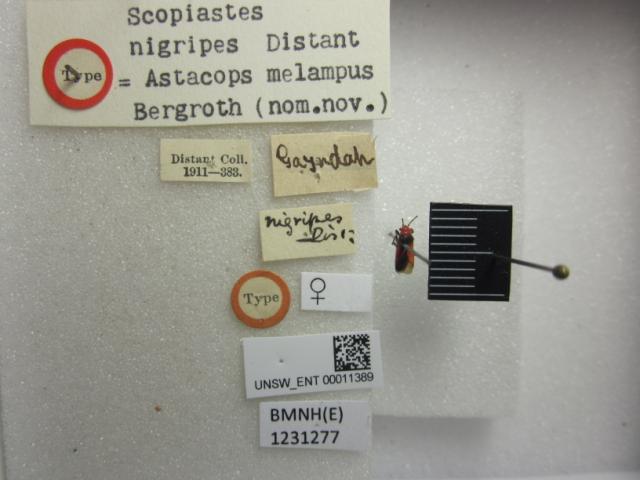 Scopiastes
nigripes Distant
= Astacops melampus
Bergroth (nom.nov.)
Type
Distant Coll.
1911—383.
Gayndah
nigripes
Dist:
Type
♀
UNSW_ENT 00011389
BMNH(E)
1231277